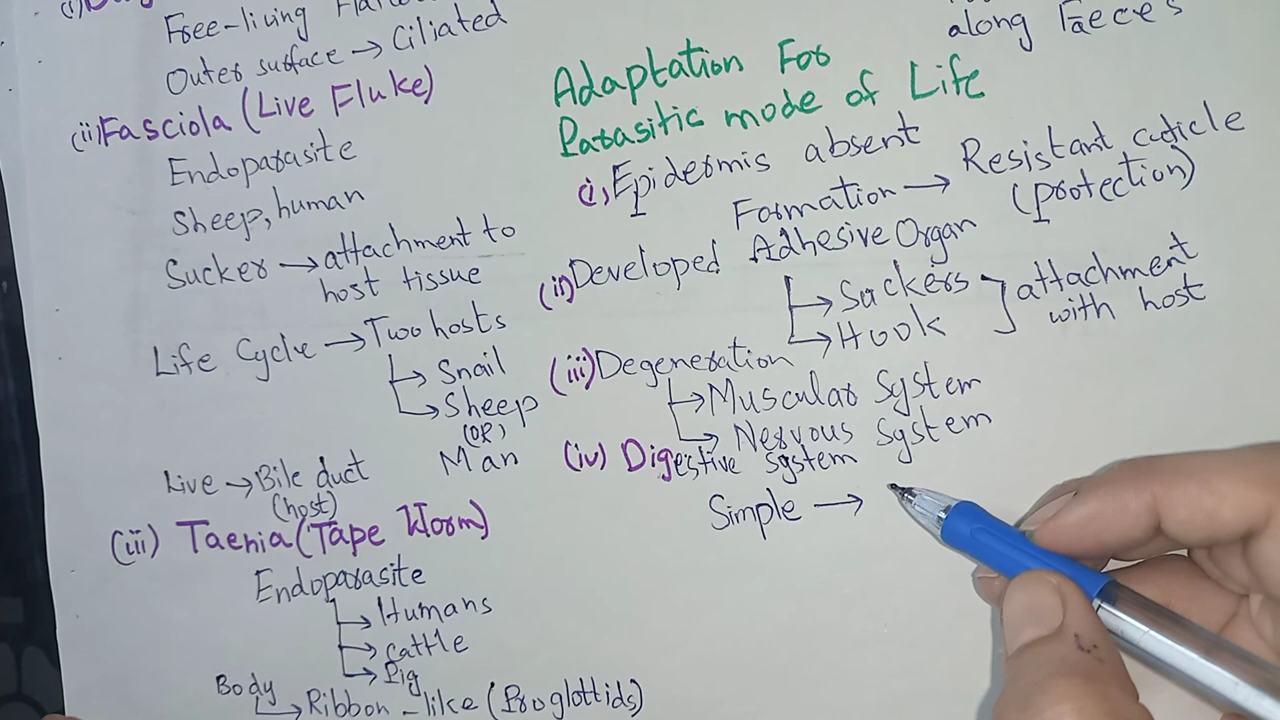 Free-living
Outer surface → Ciliated
(ii) Fasciola (Live Fluke)
Endoparasite
Sheep, human
Sucker → attachment to
host tissue
Life Cycle → Two hosts
→ Snail
→ Sheep
(OR)
Man
Live → Bile duct
(host)
(iii) Taenia (Tape Worm)
Endoparasite
→ Humans
→ cattle
→ Pig
Body
→ Ribbon-like (Proglottids)
along Faeces
Adaptation For
Parasitic mode of Life
(i) Epidermis absent
Formation → Resistant cuticle
(protection)
(ii) Developed Adhesive Organ
→ Suckers
→ Hook
attachment
with host
(iii) Degeneration
→ Muscular System
→ Nervous System
(iv) Digestive System
Simple →